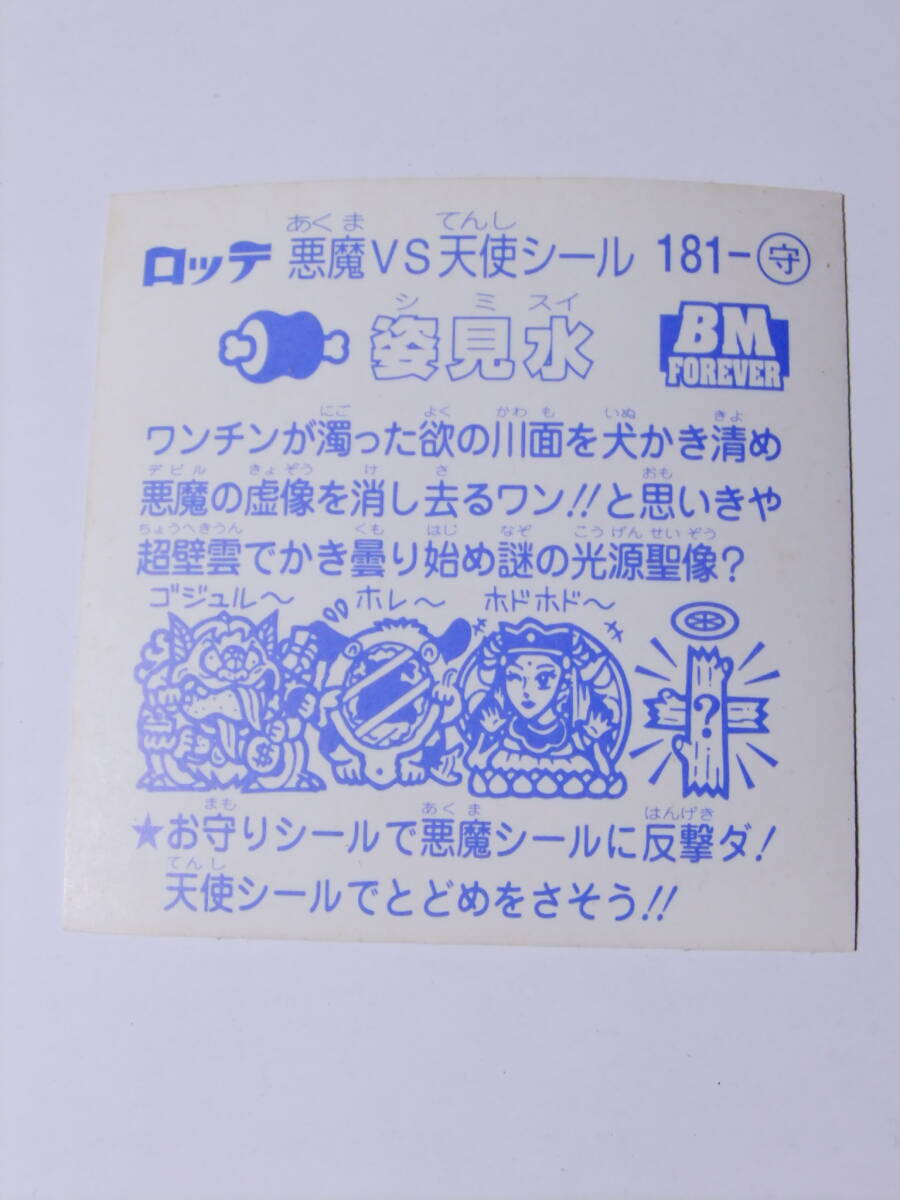 あくま てんし
ロッテ 悪魔VS天使シール 181-守
シミスイ
姿見水
BM
FOREVER
にご よく かわも いぬ きよ
ワンチンが濁った欲の川面を犬かき清め
デビル きょぞう け さ おも
悪魔の虚像を消し去るワン!!と思いきや
ちょうへきうん くも はじ なぞ こうげんせいぞう
超壁雲でかき曇り始め謎の光源聖像?
ゴジュル〜 ホレ〜 ホドホド〜
$ ?
まも あくま はんげき
★お守りシールで悪魔シールに反撃ダ!
てんし
天使シールでとどめをさそう!!